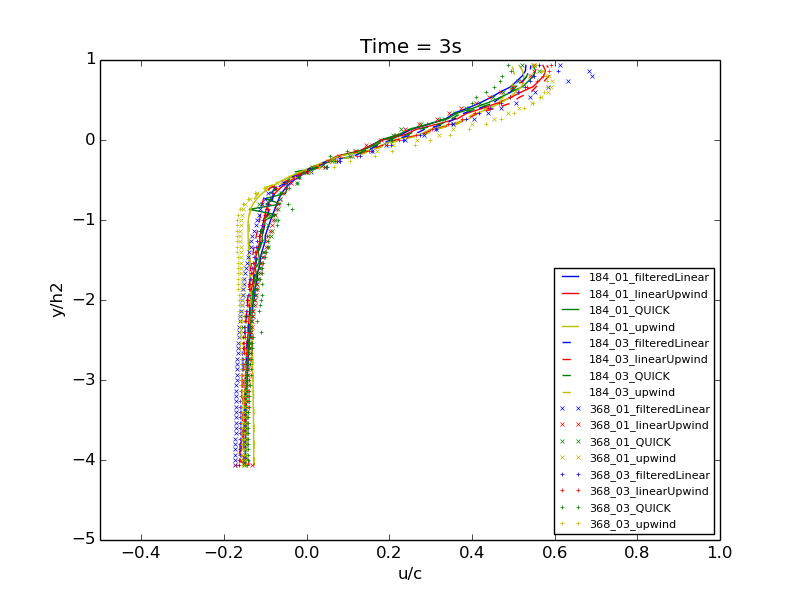 Time = 3s
1
0
−1
−2
−3
−4
−5
y/h2
−0.4
−0.2
0.0
0.2
0.4
0.6
0.8
1.0
u/c
184_01_filteredLinear
184_01_linearUpwind
184_01_QUICK
184_01_upwind
184_03_filteredLinear
184_03_linearUpwind
184_03_QUICK
184_03_upwind
368_01_filteredLinear
368_01_linearUpwind
368_01_QUICK
368_01_upwind
368_03_filteredLinear
368_03_linearUpwind
368_03_QUICK
368_03_upwind